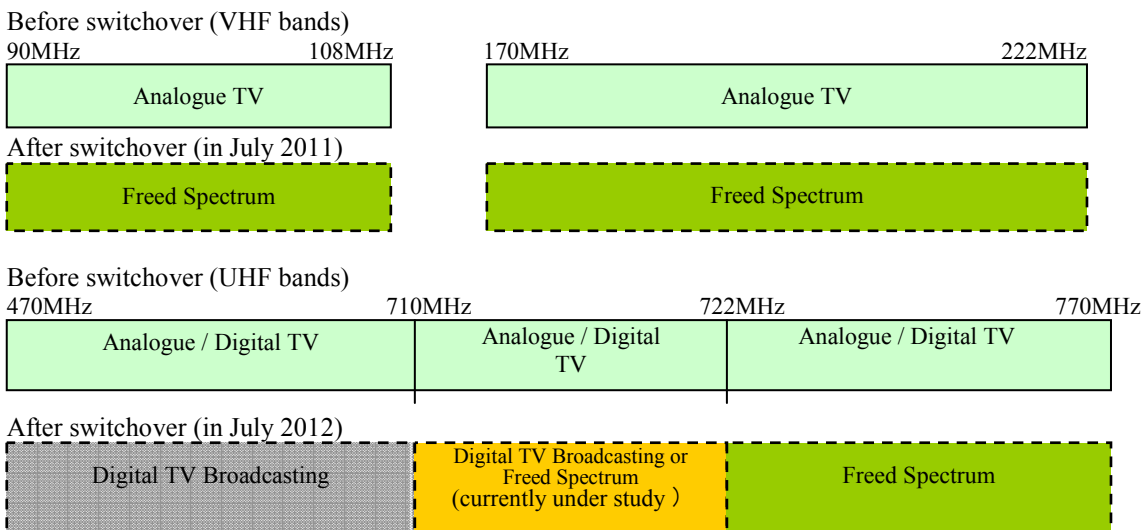 Before switchover (VHF bands)
90MHz 108MHz 170MHz 222MHz
Analogue TV Analogue TV
After switchover (in July 2011)
Freed Spectrum Freed Spectrum
Before switchover (UHF bands)
470MHz 710MHz 722MHz 770MHz
Analogue / Digital TV
Analogue / Digital
TV
Analogue / Digital TV
After switchover (in July 2012)
Digital TV Broadcasting
Digital TV Broadcasting or
Freed Spectrum
(currently under study )
Freed Spectrum